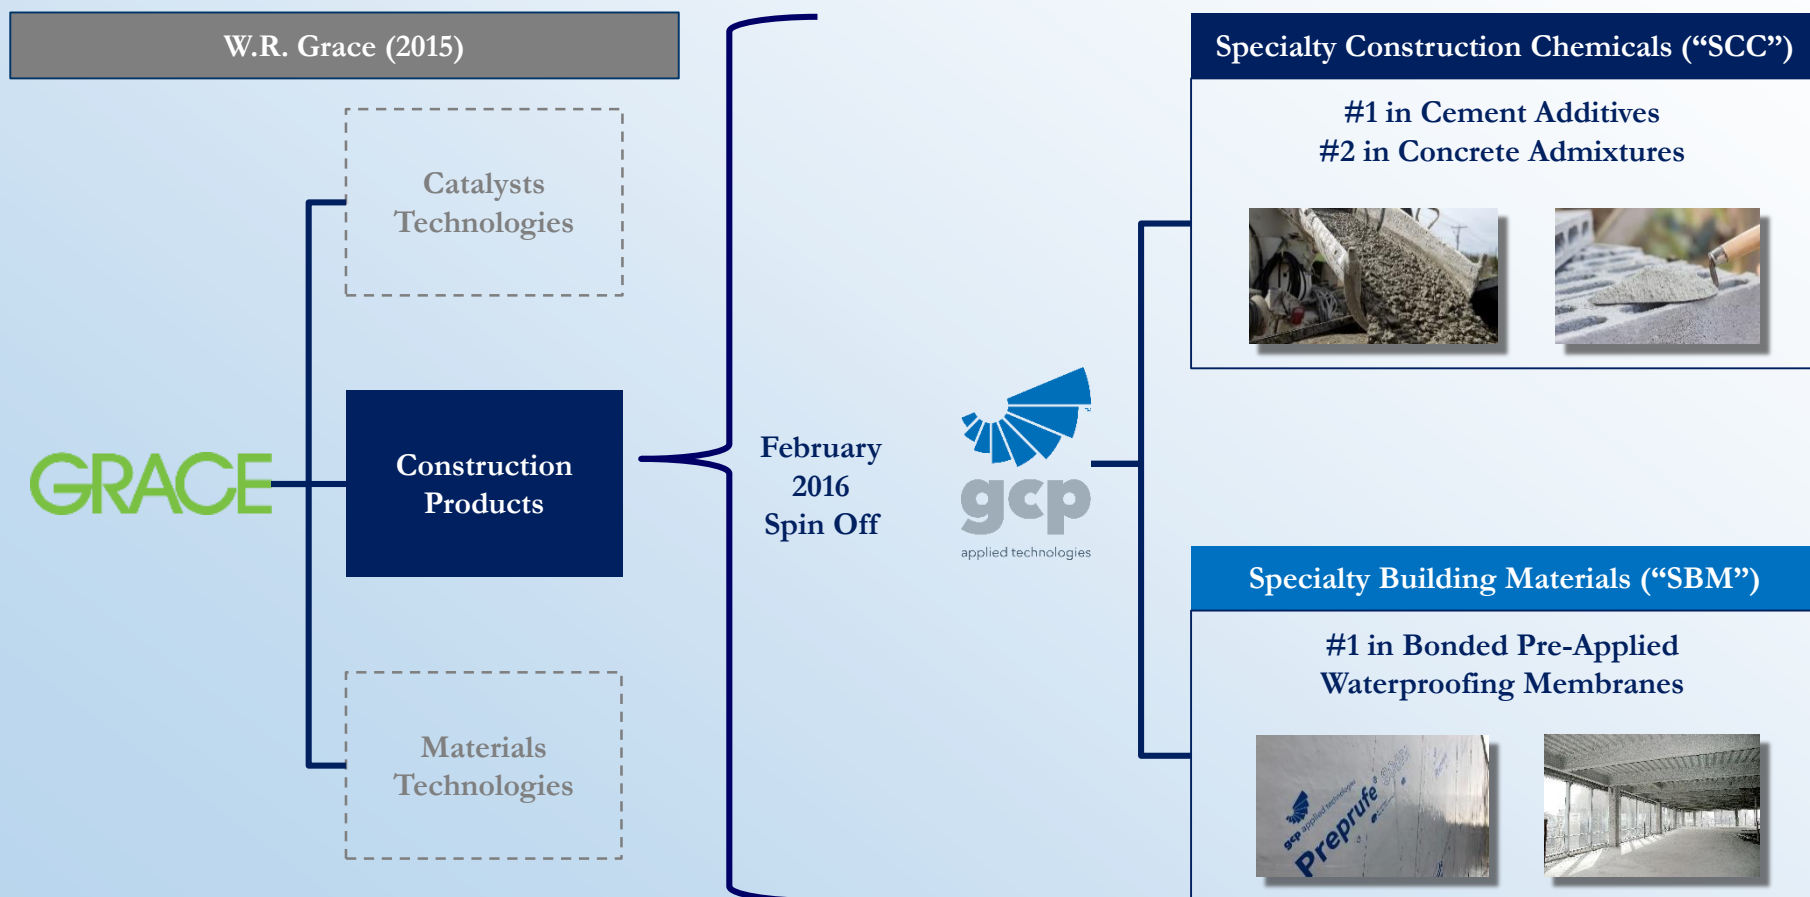 W.R. Grace (2015)
Catalysts
Technologies
GRACE
Construction
Products
Materials
Technologies
February
2016
Spin Off
gcp
applied technologies
Specialty Construction Chemicals (“SCC”)
#1 in Cement Additives
#2 in Concrete Admixtures
Specialty Building Materials (“SBM”)
#1 in Bonded Pre-Applied
Waterproofing Membranes
gcp applied technologies
Preprufe